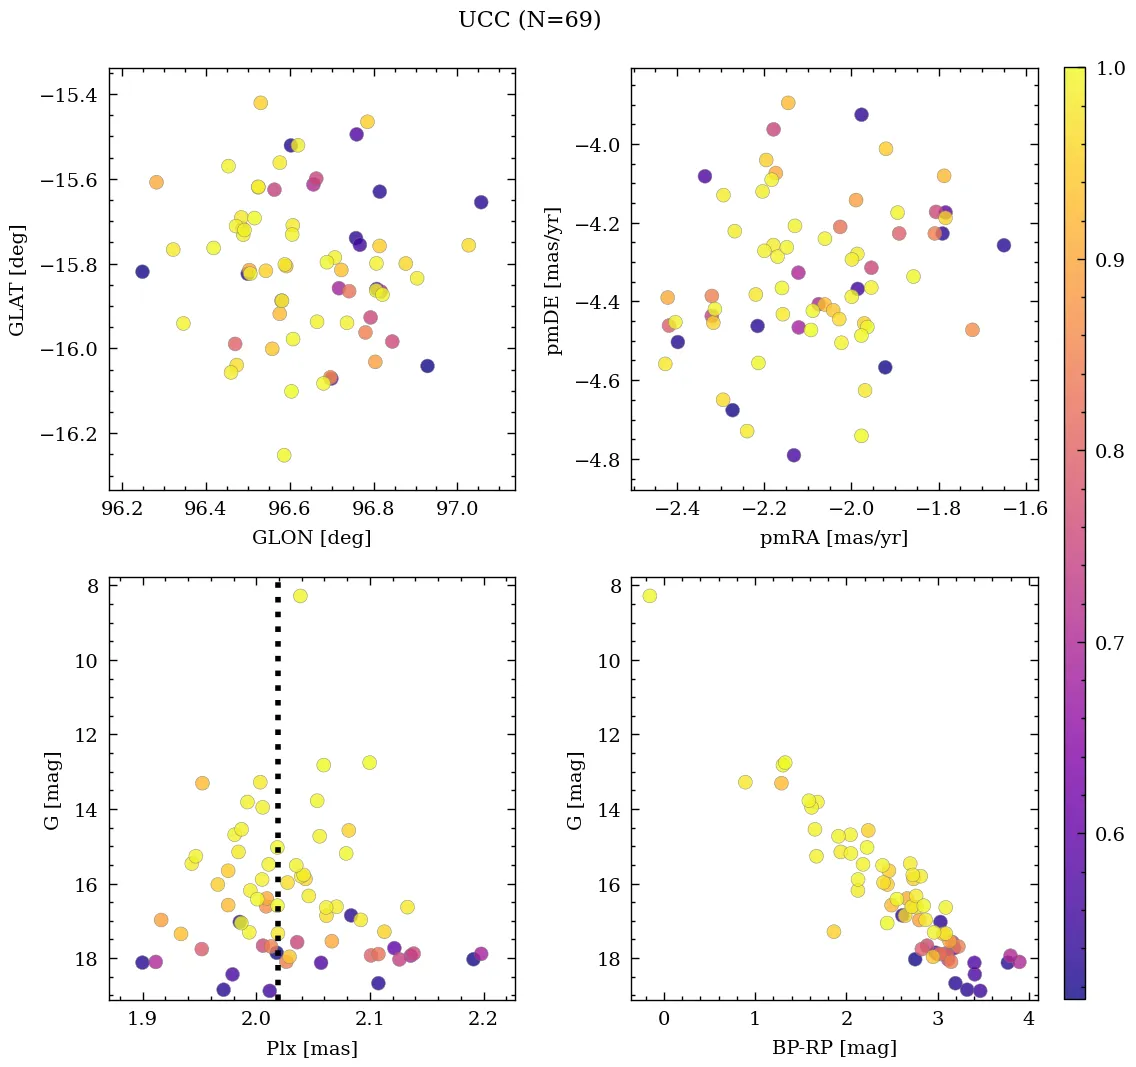 UCC (N=69)
−15.4
−15.6
−15.8
−16.0
−16.2
GLAT [deg]
96.2 96.4 96.6 96.8 97.0
GLON [deg]
−4.0
−4.2
−4.4
−4.6
−4.8
pmDE [mas/yr]
−2.4 −2.2 −2.0 −1.8 −1.6
pmRA [mas/yr]
8
10
12
14
16
18
G [mag]
1.9 2.0 2.1 2.2
Plx [mas]
8
10
12
14
16
18
G [mag]
0 1 2 3 4
BP-RP [mag]
1.0
0.9
0.8
0.7
0.6